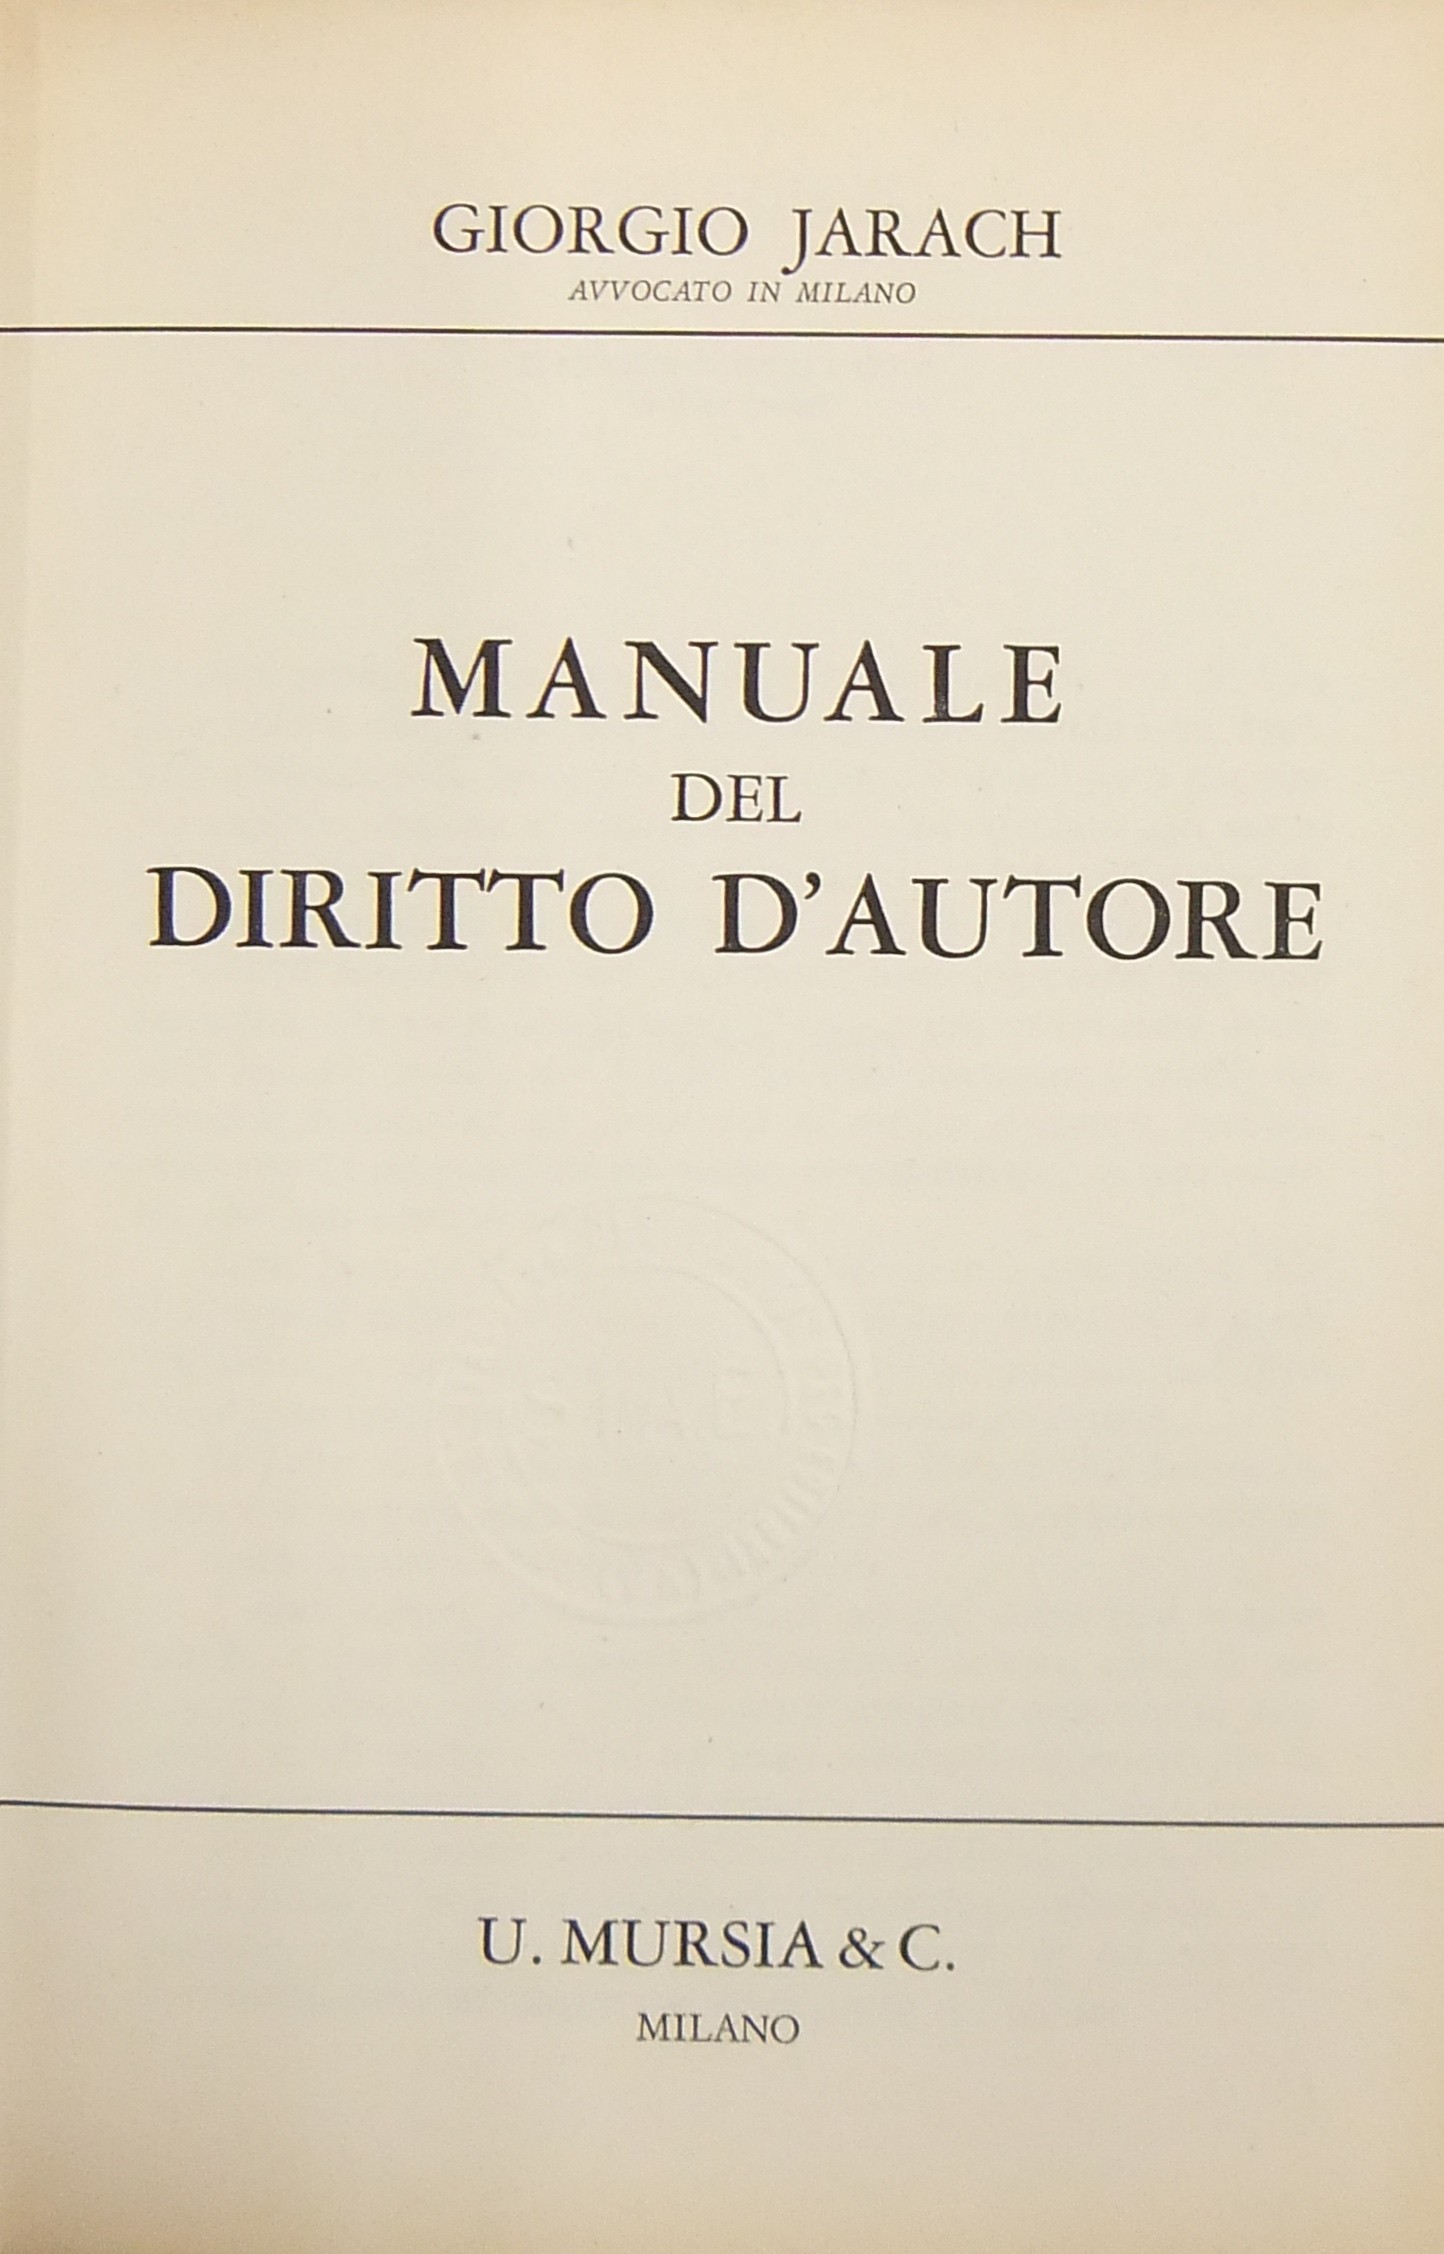 GIORGIO JARACH
AVVOCATO IN MILANO
MANUALE
DEL
DIRITTO D'AUTORE
U. MURSIA & C.
MILANO